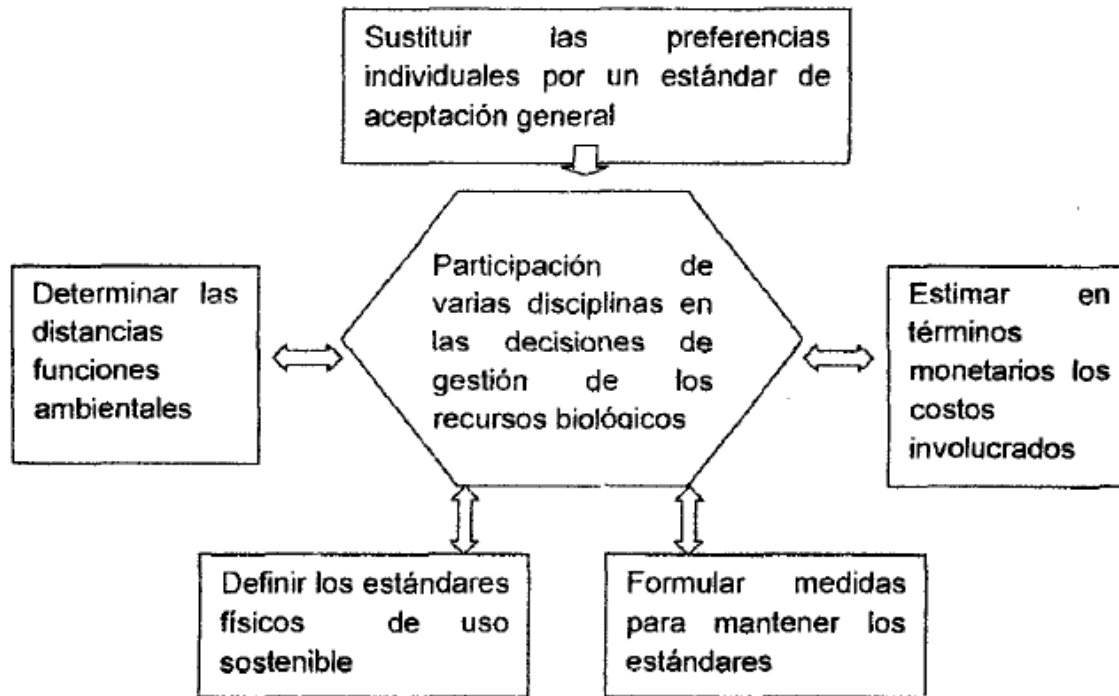 Sustituir las preferencias
individuales por un estándar de
aceptación general
Participación de
varias disciplinas en
las decisiones de
gestión de los
recursos biológicos
Determinar las
distancias
funciones
ambientales
Estimar en
términos
monetarios los
costos
involucrados
Definir los estándares
físicos de uso
sostenible
Formular medidas
para mantener los
estándares